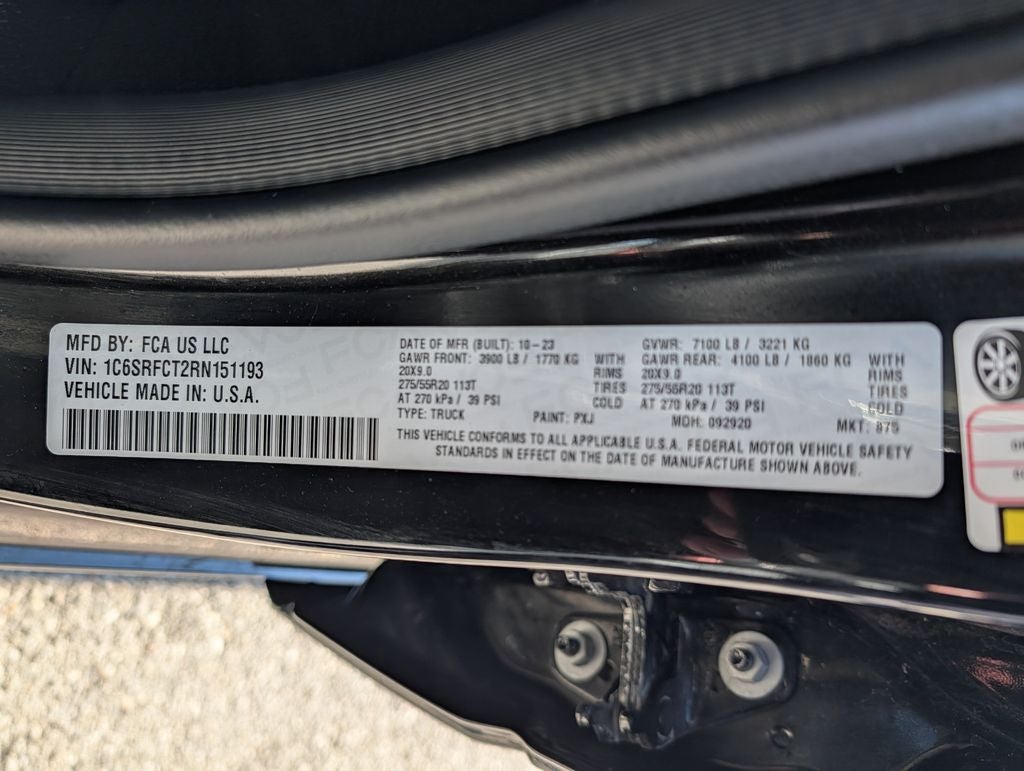 MFD BY: FCA US LLC
VIN: 1C6SRFCT2RN151193
VEHICLE MADE IN: U.S.A.
DATE OF MFR (BUILT): 10-23 GVWR: 7100 LB / 3221 KG
GAWR FRONT: 3900 LB / 1770 KG WITH GAWR REAR: 4100 LB / 1860 KG WITH
20X9.0 RIMS 20X9.0 RIMS
275/55R20 113T TIRES 275/55R20 113T TIRES
AT 270 kPa / 39 PSI COLD AT 270 kPa / 39 PSI COLD
TYPE: TRUCK PAINT: PXJ MDH: 092920 MKT:
THIS VEHICLE CONFORMS TO ALL APPLICABLE U.S.A. FEDERAL MOTOR VEHICLE SAFETY
STANDARDS IN EFFECT ON THE DATE OF MANUFACTURE SHOWN ABOVE.